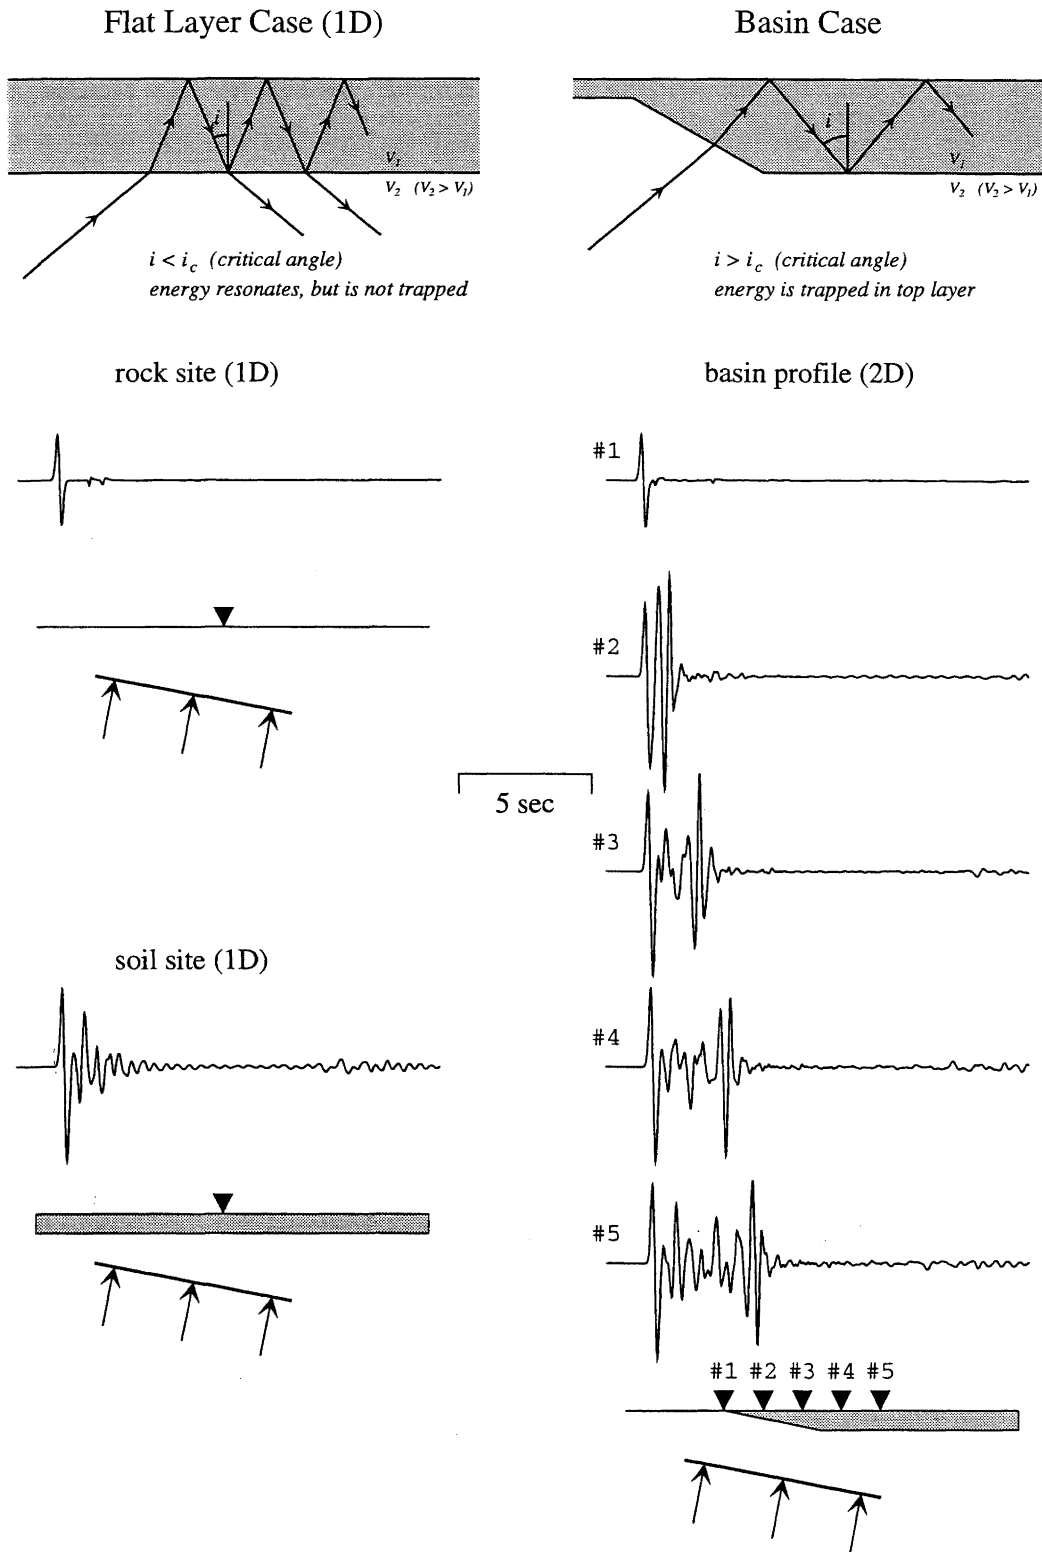 Flat Layer Case (1D)
i
V1
V2 (V2 > V1)
i < ic (critical angle)
energy resonates, but is not trapped
Basin Case
i
V1
V2 (V2 > V1)
i > ic (critical angle)
energy is trapped in top layer
rock site (1D)
basin profile (2D)
#1
#2
5 sec
#3
soil site (1D)
#4
#5
#1 #2 #3 #4 #5